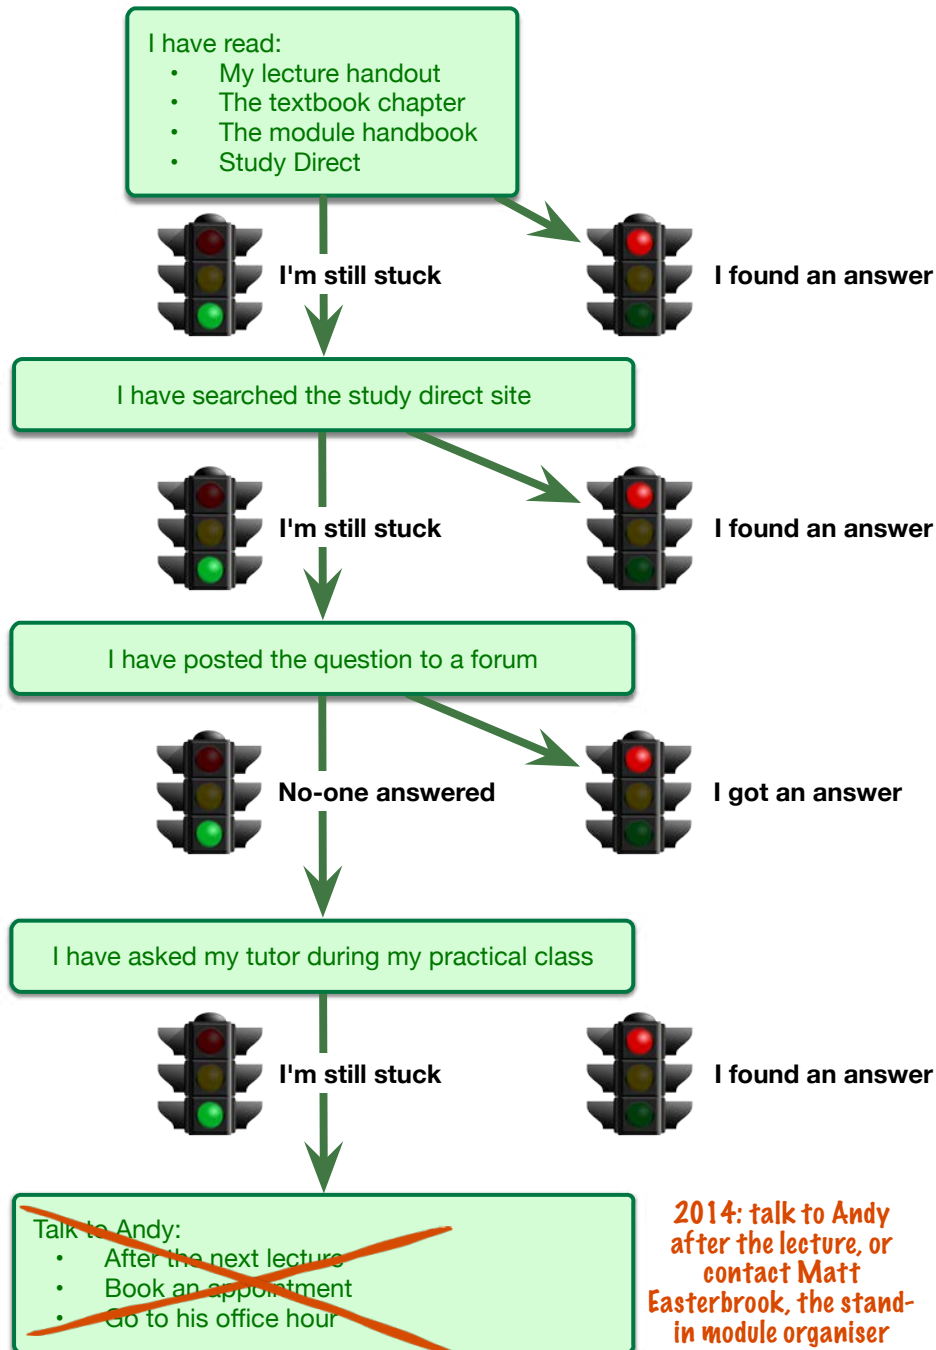 I have read:
• My lecture handout
• The textbook chapter
• The module handbook
• Study Direct
I'm still stuck
I found an answer
I have searched the study direct site
I'm still stuck
I found an answer
I have posted the question to a forum
No-one answered
I got an answer
I have asked my tutor during my practical class
I'm still stuck
I found an answer
Talk to Andy:
• After the next lecture
• Book an appointment
• Go to his office hour
2014: talk to Andy
after the lecture, or
contact Matt
Easterbrook, the stand-
in module organiser